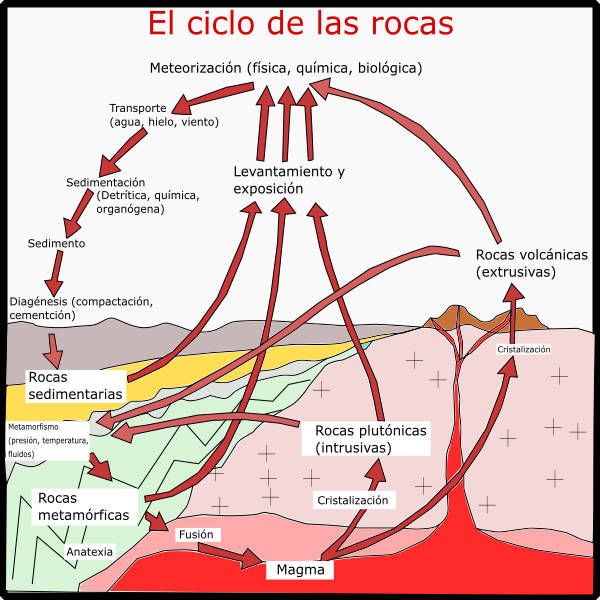 El ciclo de las rocas
Meteorización (física, química, biológica)
Transporte
(agua, hielo, viento)
Levantamiento y
exposición
Sedimentación
(Detrítica, química,
organógena)
Sedimento
Rocas volcánicas
(extrusivas)
Diagénesis (compactación,
cementción)
Cristalización
Rocas
sedimentarias
Metamorfismo
(presión, temperatura,
fluidos)
Rocas plutónicas
(intrusivas)
Rocas
metamórficas
Cristalización
Fusión
Anatexia
Magma